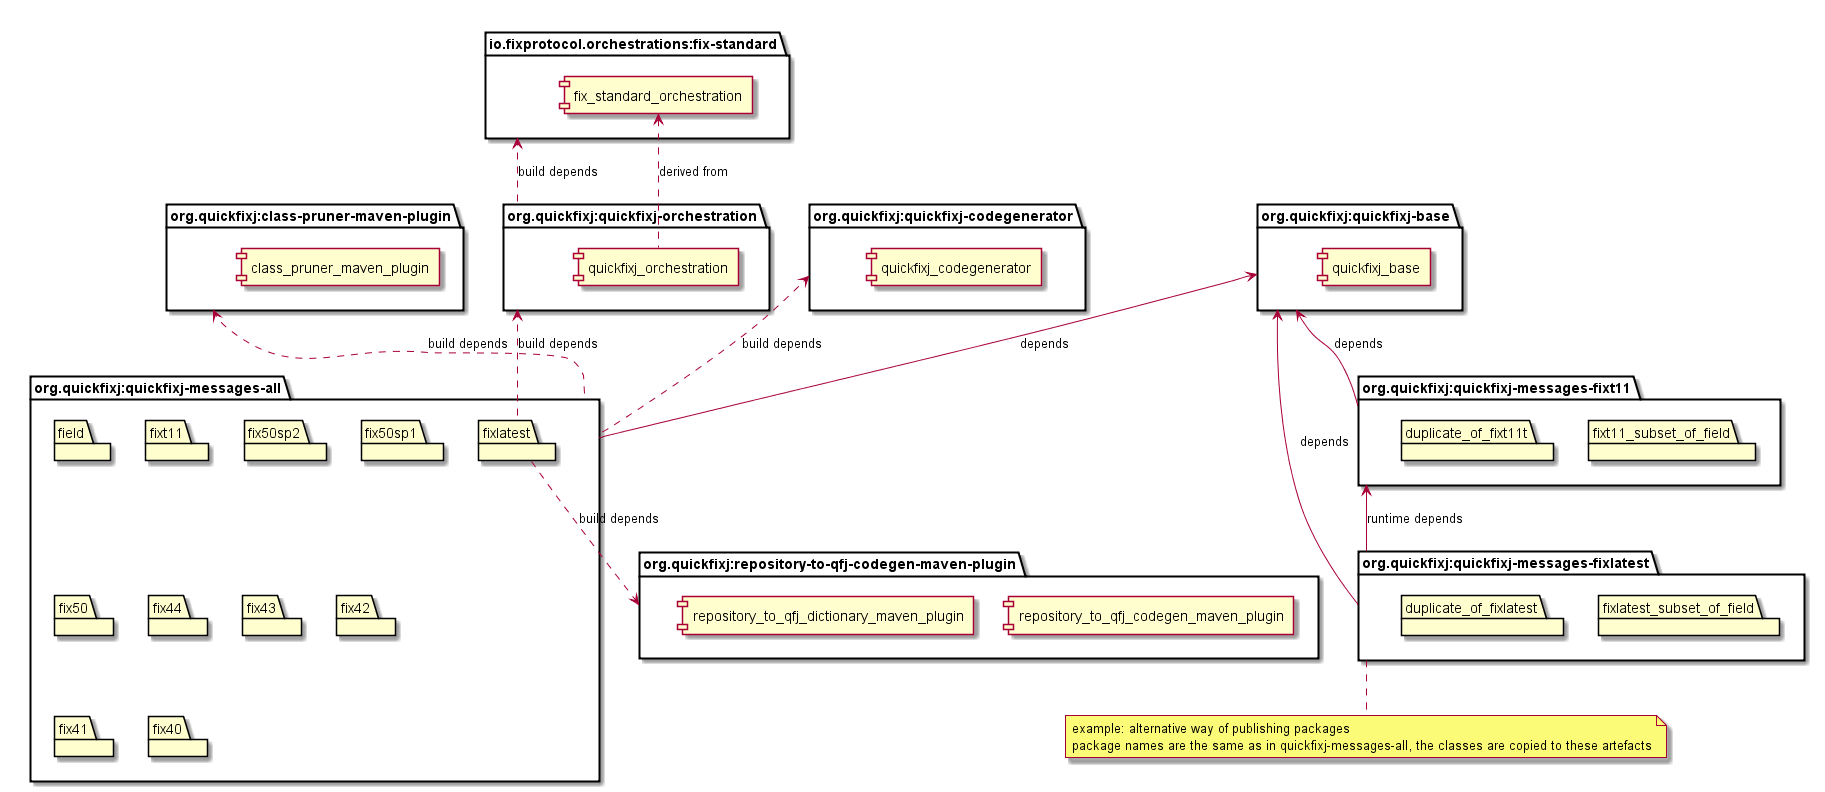 io.fixprotocol.orchestrations:fix-standard
fix_standard_orchestration
build depends
derived from
org.quickfixj:class-pruner-maven-plugin
class_pruner_maven_plugin
org.quickfixj:quickfixj-orchestration
quickfixj_orchestration
org.quickfixj:quickfixj-codegenerator
quickfixj_codegenerator
org.quickfixj:quickfixj-base
quickfixj_base
build depends
build depends
build depends
depends
depends
org.quickfixj:quickfixj-messages-all
field
fixt11
fix50sp2
fix50sp1
fixlatest
depends
org.quickfixj:quickfixj-messages-fixt11
duplicate_of_fixt11t
fixt11_subset_of_field
build depends
runtime depends
org.quickfixj:repository-to-qfj-codegen-maven-plugin
repository_to_qfj_dictionary_maven_plugin
repository_to_qfj_codegen_maven_plugin
org.quickfixj:quickfixj-messages-fixlatest
duplicate_of_fixlatest
fixlatest_subset_of_field
fix50
fix44
fix43
fix42
fix41
fix40
example: alternative way of publishing packages
package names are the same as in quickfixj-messages-all, the classes are copied to these artefacts